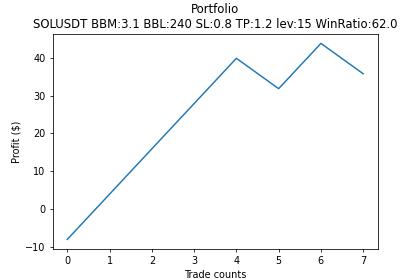 Portfolio
SOLUSDT BBM:3.1 BBL:240 SL:0.8 TP:1.2 lev:15 WinRatio:62.0
Profit ($)
40
30
20
10
0
−10
0 1 2 3 4 5 6 7
Trade counts